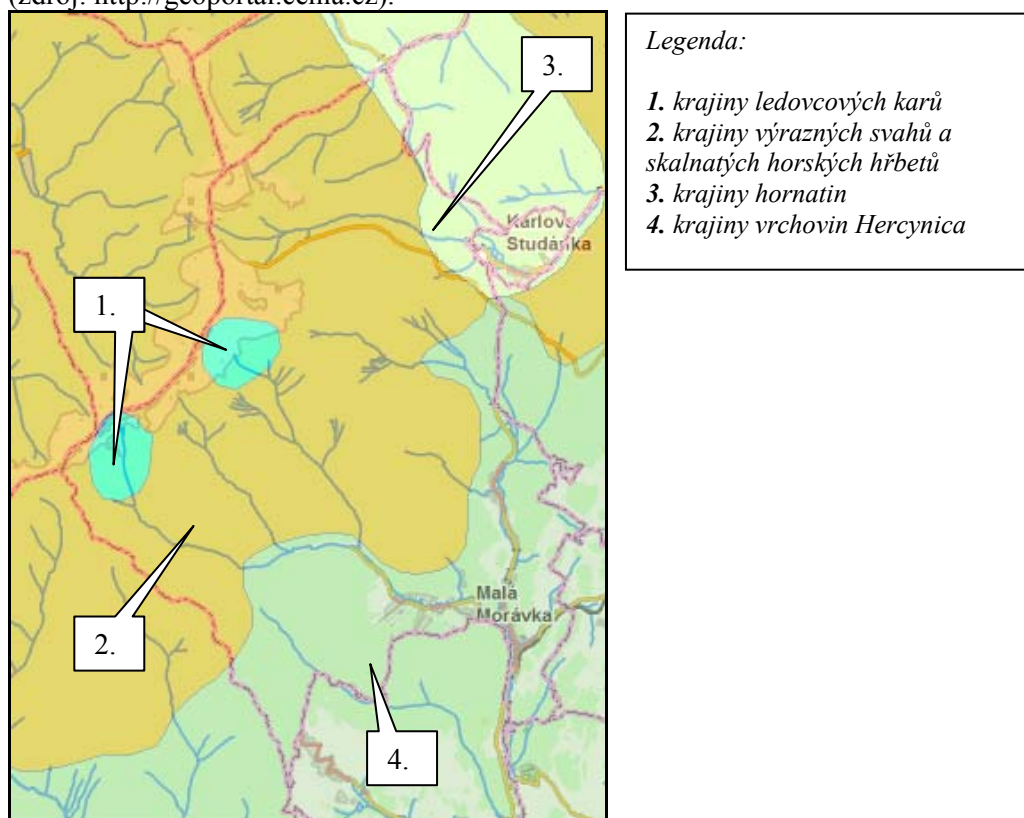 (zdroj: http://geoportal.cenia.cz).
3.
Karlova
Studánka
1.
Malá
Morávka
2.
4.
Legenda:
1. krajiny ledovcových karů
2. krajiny výrazných svahů a
skalnatých horských hřbetů
3. krajiny hornatin
4. krajiny vrchovin Hercynica